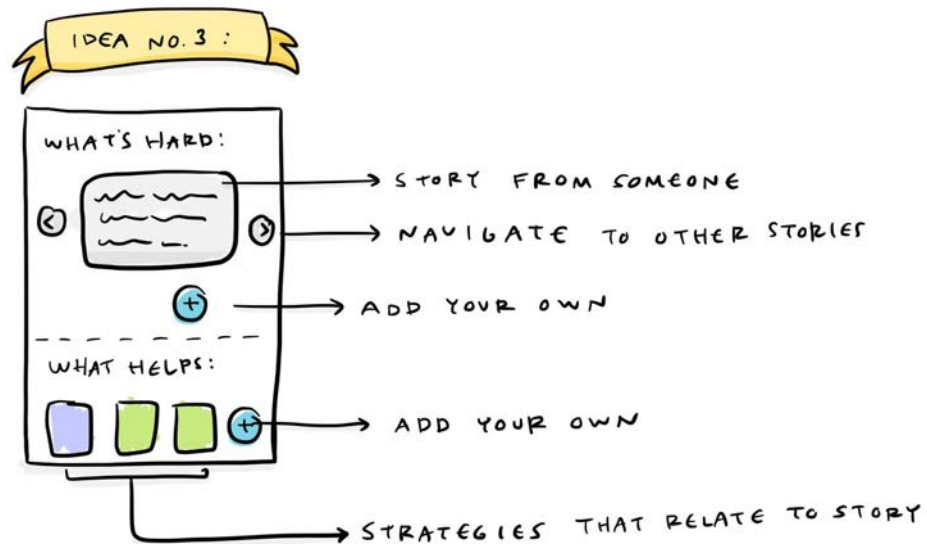 IDEA NO. 3 :
WHAT'S HARD:
STORY FROM SOMEONE
NAVIGATE TO OTHER STORIES
ADD YOUR OWN
WHAT HELPS:
ADD YOUR OWN
STRATEGIES THAT RELATE TO STORY